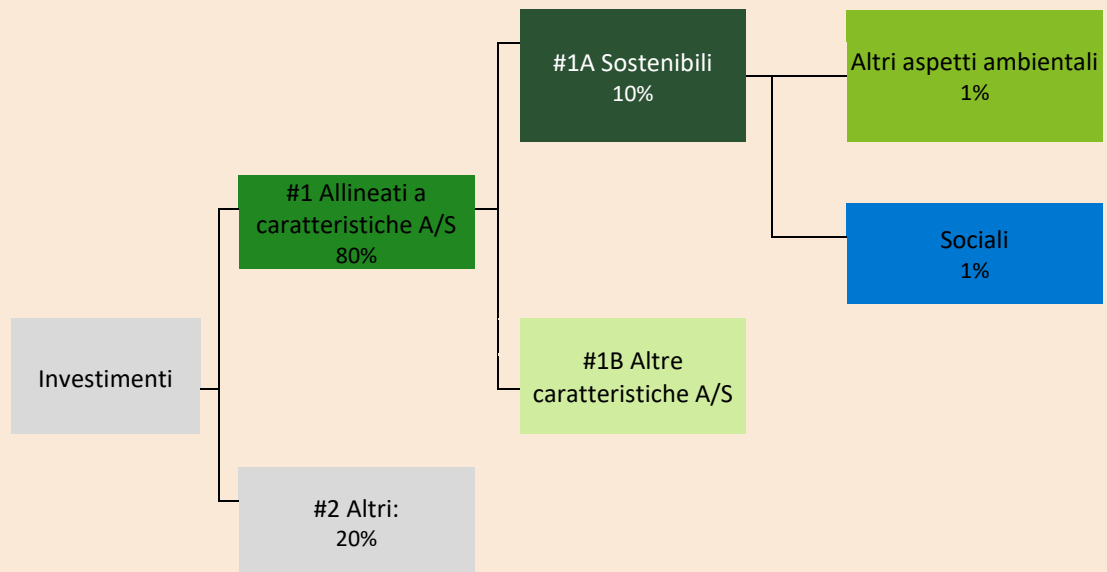 #1A Sostenibili
10%
Altri aspetti ambientali
1%
#1 Allineati a
caratteristiche A/S
80%
Sociali
1%
Investimenti
#1B Altre
caratteristiche A/S
#2 Altri:
20%